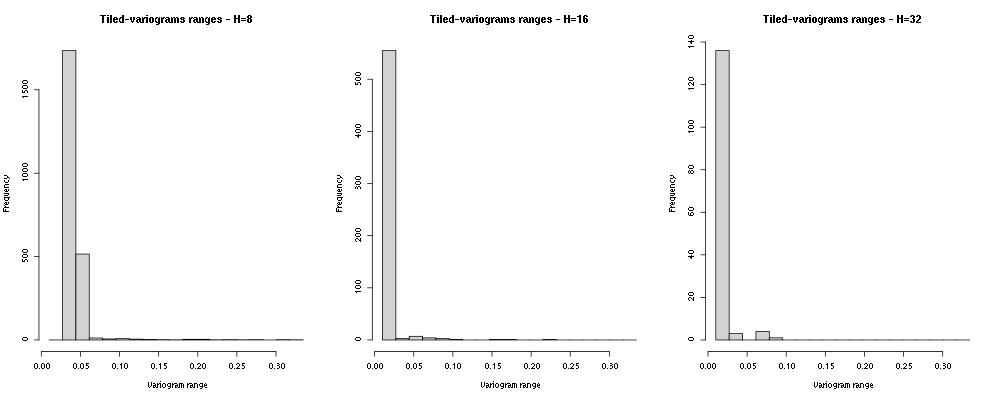 Tiled-variograms ranges - H=8
Tiled-variograms ranges - H=16
Tiled-variograms ranges - H=32
Frequency
0
500
1000
1500
0.00 0.05 0.10 0.15 0.20 0.25 0.30
Variogram range
Frequency
0
100
200
300
400
500
0.00 0.05 0.10 0.15 0.20 0.25 0.30
Variogram range
Frequency
0
20
40
60
80
100
120
140
0.00 0.05 0.10 0.15 0.20 0.25 0.30
Variogram range